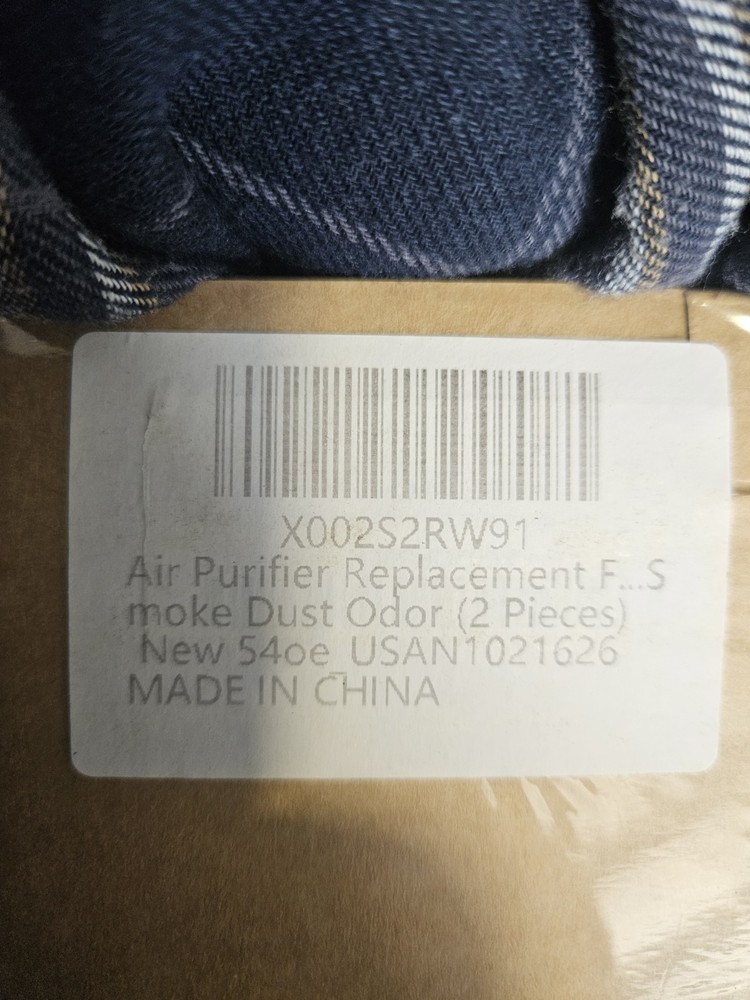 X002S2RW91
Air Purifier Replacement F...S
moke Dust Odor (2 Pieces)
New 54oe_USAN1021626
MADE IN CHINA